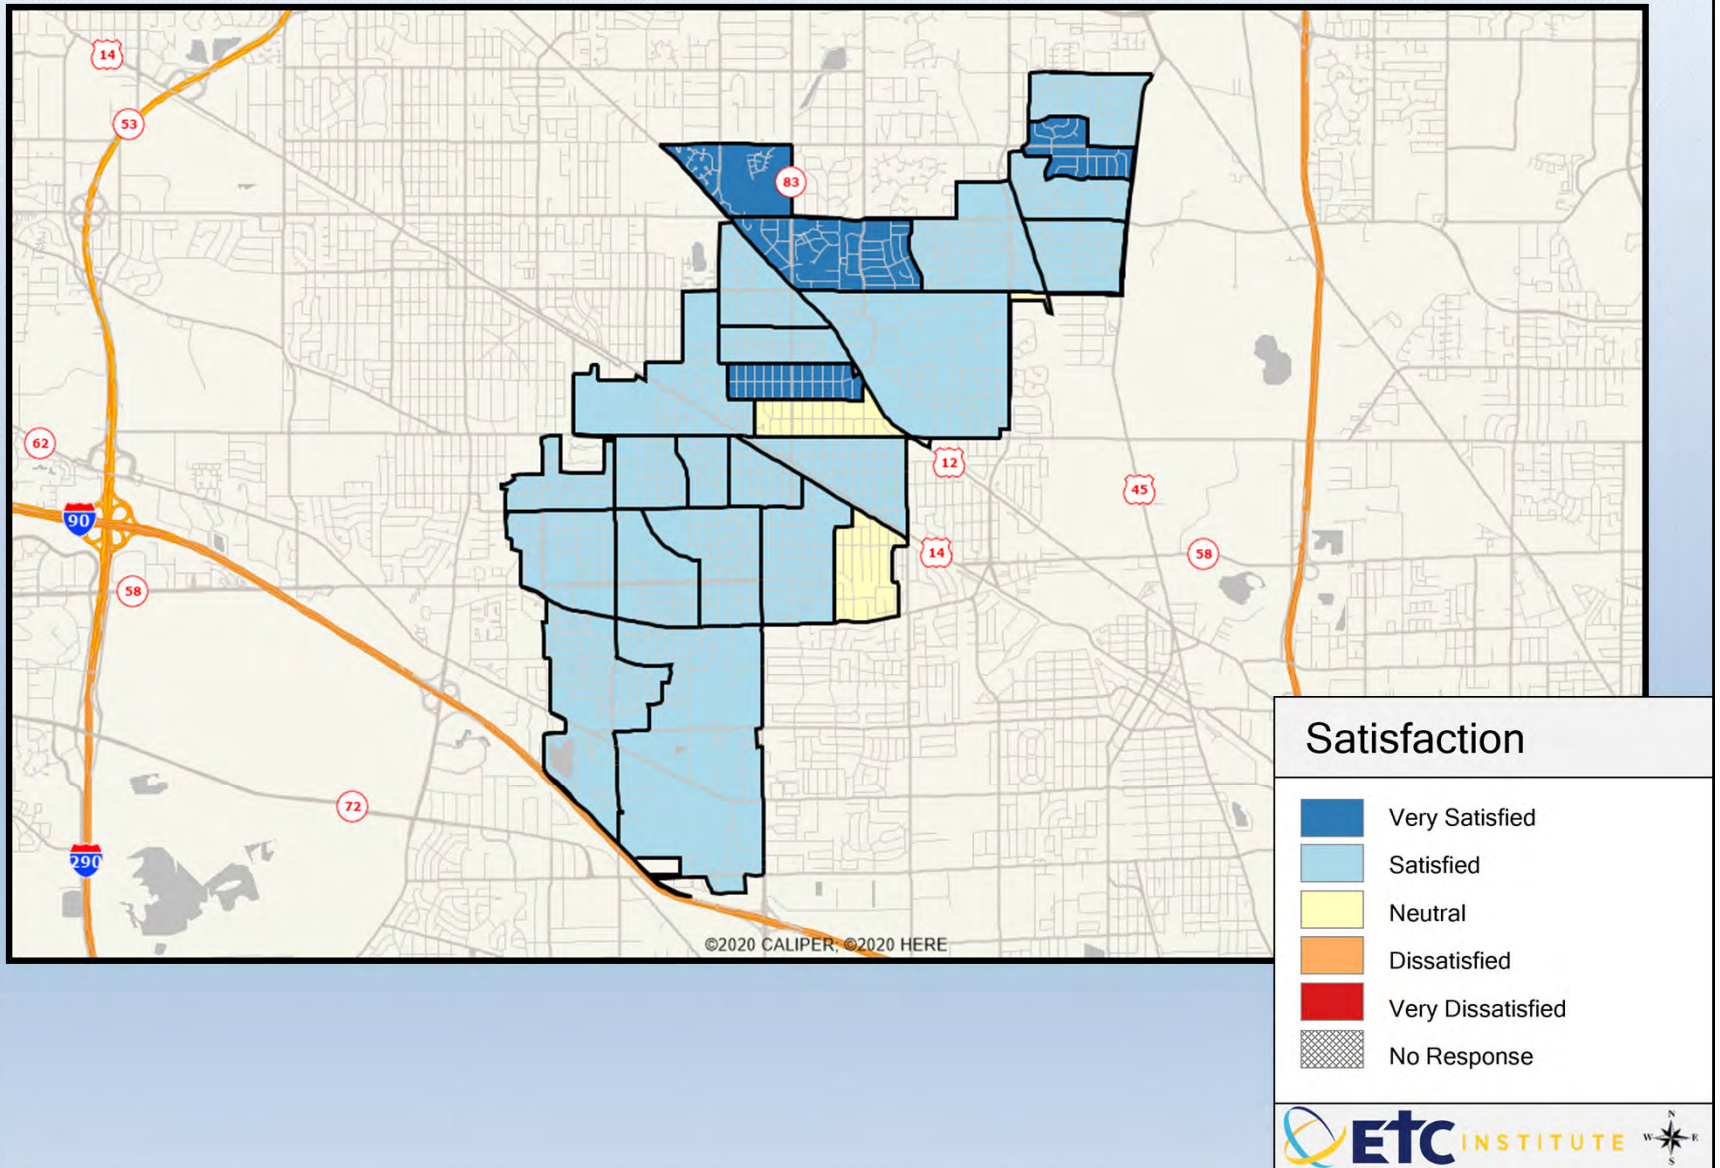 14
53
83
62
12
45
90
14
58
58
72
290
©2020 CALIPER; ©2020 HERE
Satisfaction
Very Satisfied
Satisfied
Neutral
Dissatisfied
Very Dissatisfied
No Response
ETC INSTITUTE
N
W E
S